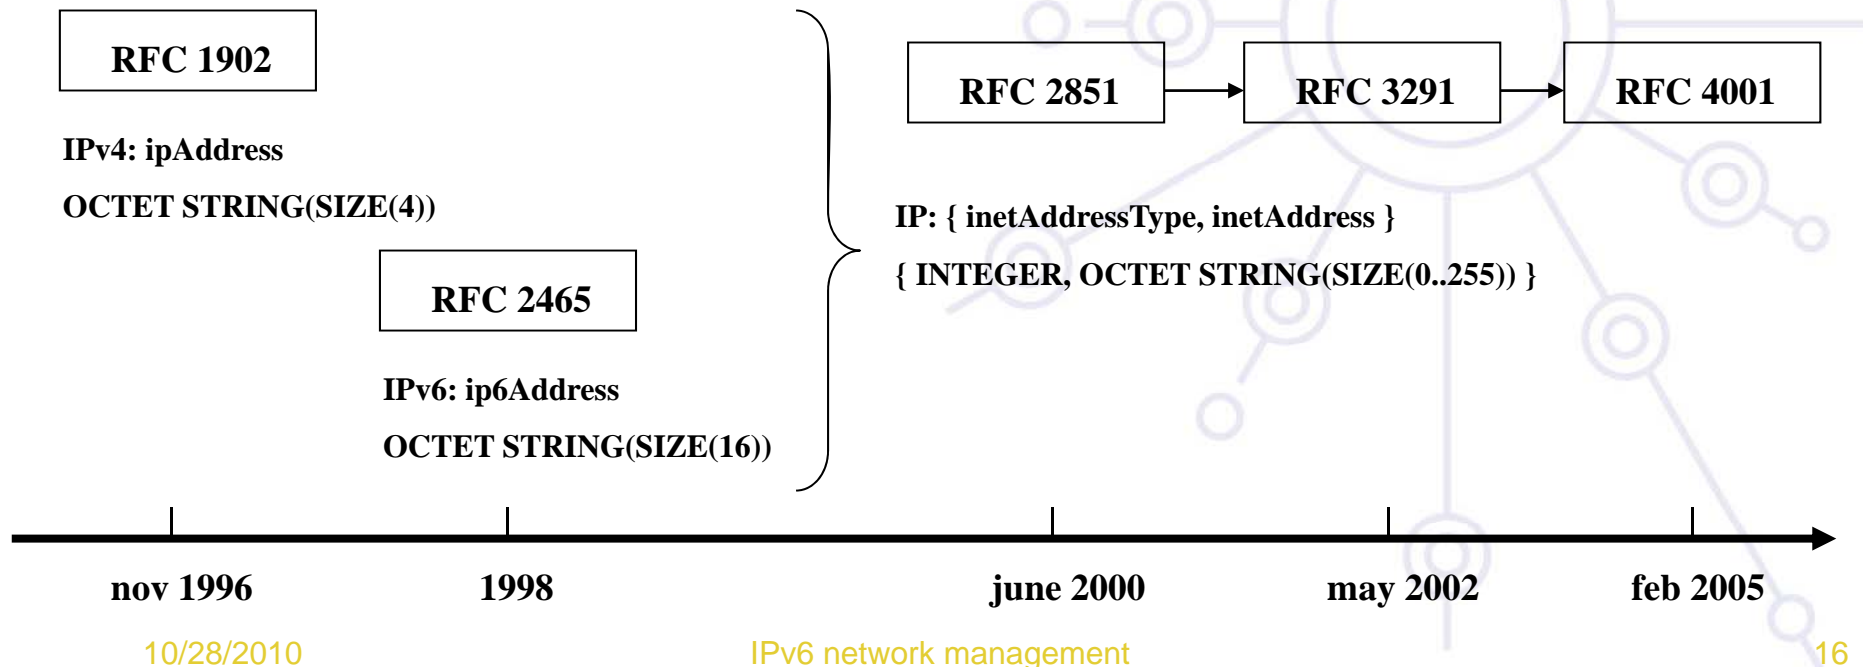 RFC 1902
IPv4: ipAddress
OCTET STRING(SIZE(4))
RFC 2465
IPv6: ip6Address
OCTET STRING(SIZE(16))
RFC 2851
RFC 3291
RFC 4001
IP: { inetAddressType, inetAddress }
{ INTEGER, OCTET STRING(SIZE(0..255)) }
nov 1996
1998
june 2000
may 2002
feb 2005
10/28/2010
IPv6 network management
16